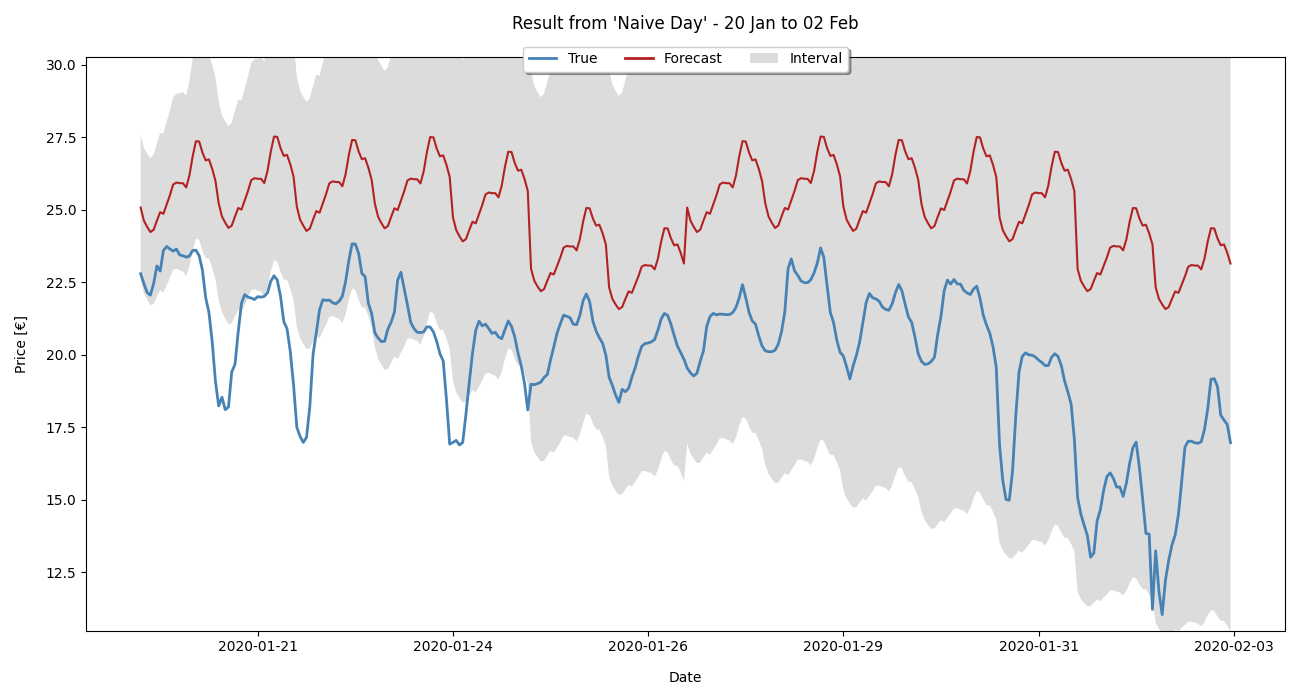 Result from 'Naive Day' - 20 Jan to 02 Feb
True Forecast Interval
30.0
27.5
25.0
22.5
20.0
17.5
15.0
12.5
Price [€]
2020-01-21 2020-01-24 2020-01-26 2020-01-29 2020-01-31 2020-02-03
Date